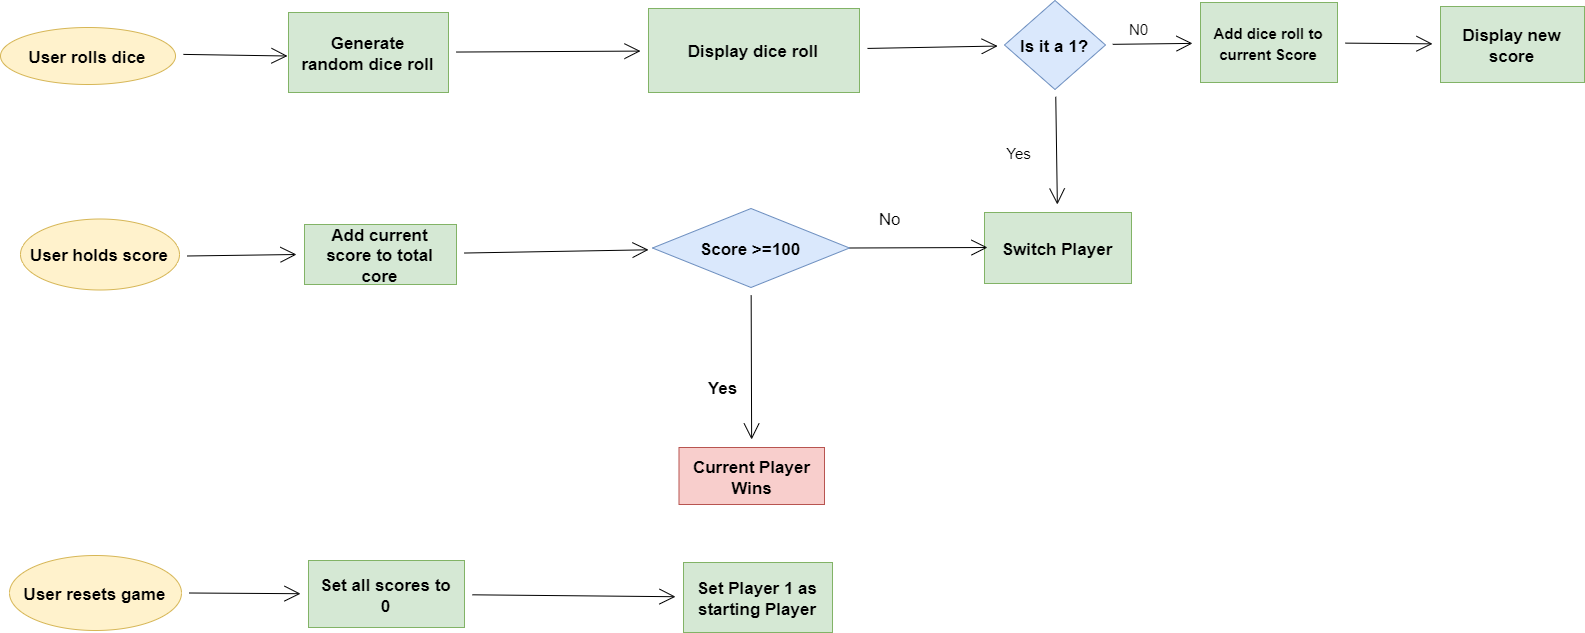 User rolls dice
Generate
random dice roll
Display dice roll
Is it a 1?
N0
Add dice roll to
current Score
Display new
score
Yes
User holds score
Add current
score to total
core
Score >=100
No
Switch Player
Yes
Current Player
Wins
User resets game
Set all scores to
0
Set Player 1 as
starting Player